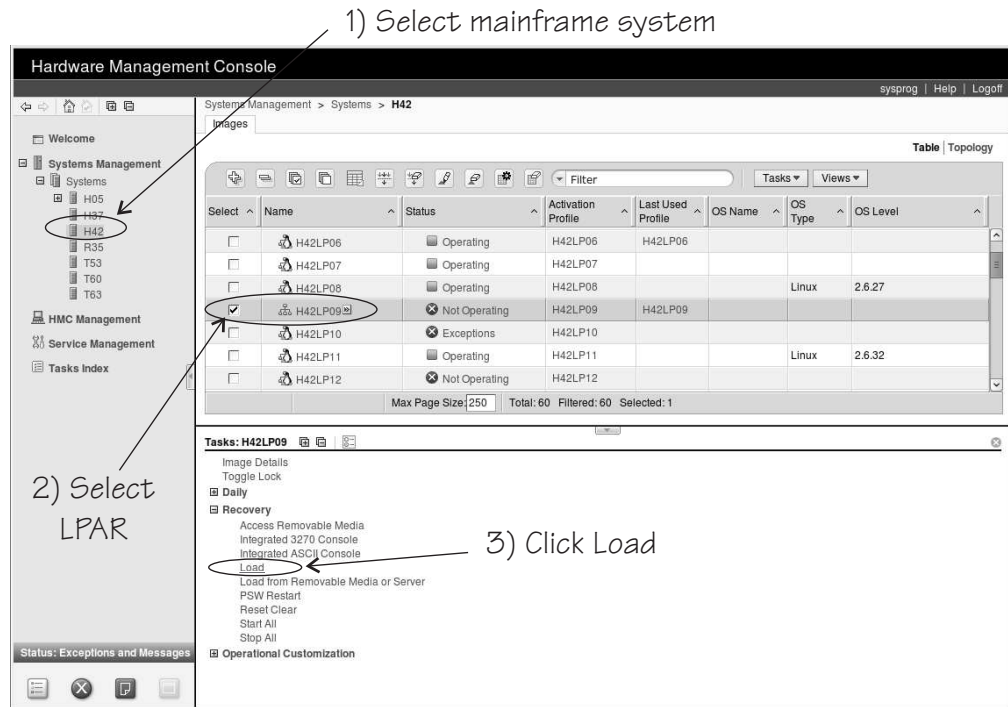 1) Select mainframe system
Hardware Management Console
sysprog | Help | Logoff
Systems Management > Systems > H42
Images
Table | Topology
Welcome
Systems Management
Systems
H05
H37
H42
R35
T53
T60
T63
HMC Management
Service Management
Tasks Index
Filter
Tasks Views
Select Name Status Activation Profile Last Used Profile OS Name OS Type OS Level
H42LP06 Operating H42LP06 H42LP06
H42LP07 Operating H42LP07
H42LP08 Operating H42LP08 Linux 2.6.27
H42LP09 Not Operating H42LP09 H42LP09
H42LP10 Exceptions H42LP10
H42LP11 Operating H42LP11 Linux 2.6.32
H42LP12 Not Operating H42LP12
Max Page Size: 250 Total: 60 Filtered: 60 Selected: 1
2) Select
LPAR
Tasks: H42LP09
Image Details
Toggle Lock
Daily
Recovery
Access Removable Media
Integrated 3270 Console
Integrated ASCII Console
Load
Load from Removable Media or Server
PSW Restart
Reset Clear
Start All
Stop All
Operational Customization
3) Click Load
Status: Exceptions and Messages